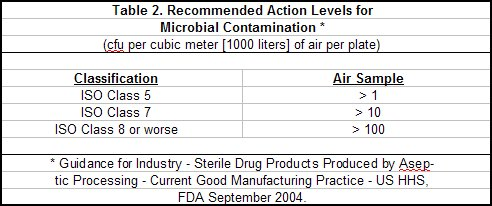 Table 2. Recommended Action Levels for
Microbial Contamination *
(cfu per cubic meter [1000 liters] of air per plate)
Classification Air Sample
ISO Class 5 > 1
ISO Class 7 > 10
ISO Class 8 or worse > 100
* Guidance for Industry - Sterile Drug Products Produced by Asep-
tic Processing - Current Good Manufacturing Practice - US HHS,
FDA September 2004.